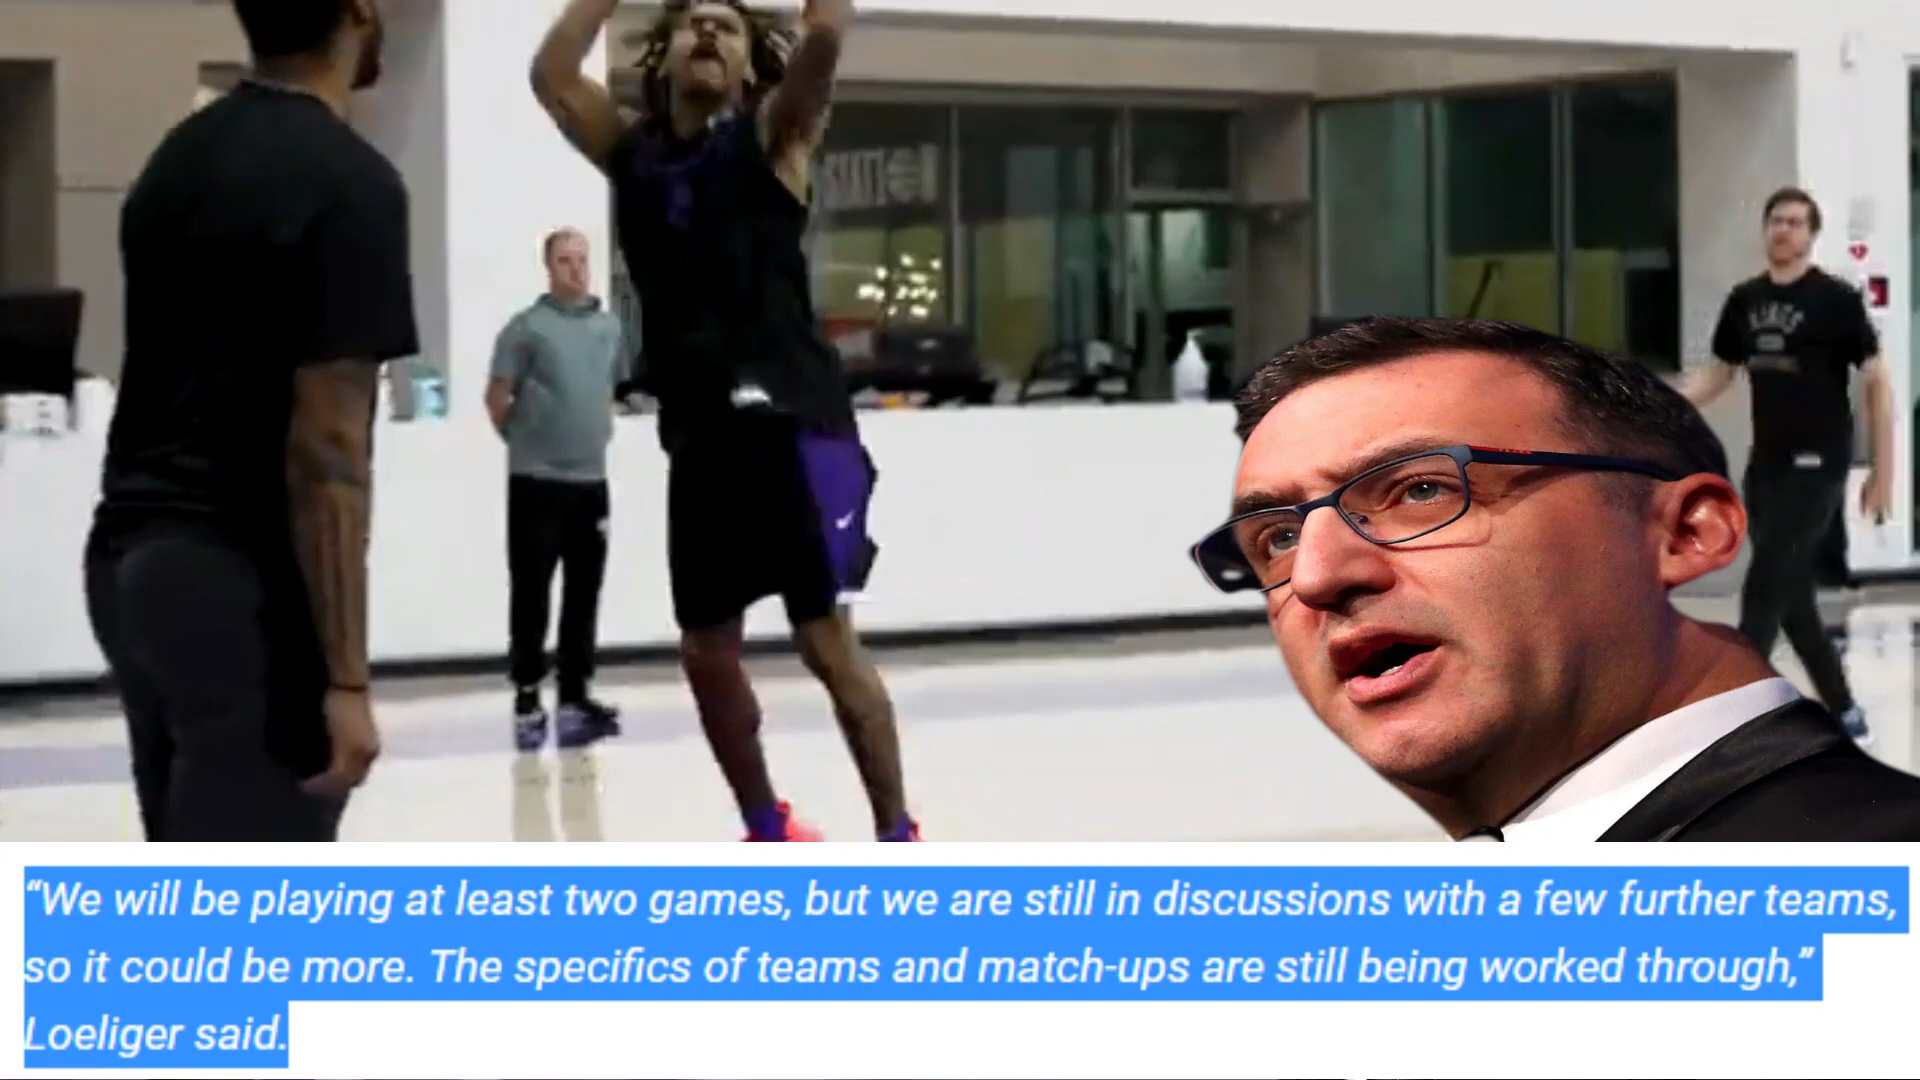 KINGS
“We will be playing at least two games, but we are still in discussions with a few further teams,
so it could be more. The specifics of teams and match-ups are still being worked through,”
Loeliger said.